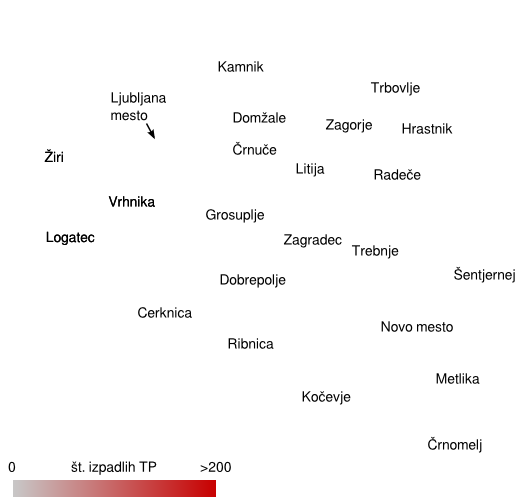 Kamnik
Trbovlje
Ljubljana
mesto
Domžale
Zagorje
Hrastnik
Črnuče
Žiri
Litija
Radeče
Vrhnika
Grosuplje
Logatec
Zagradec
Trebnje
Šentjernej
Dobrepolje
Cerknica
Novo mesto
Ribnica
Metlika
Kočevje
Črnomelj
0 št. izpadlih TP >200